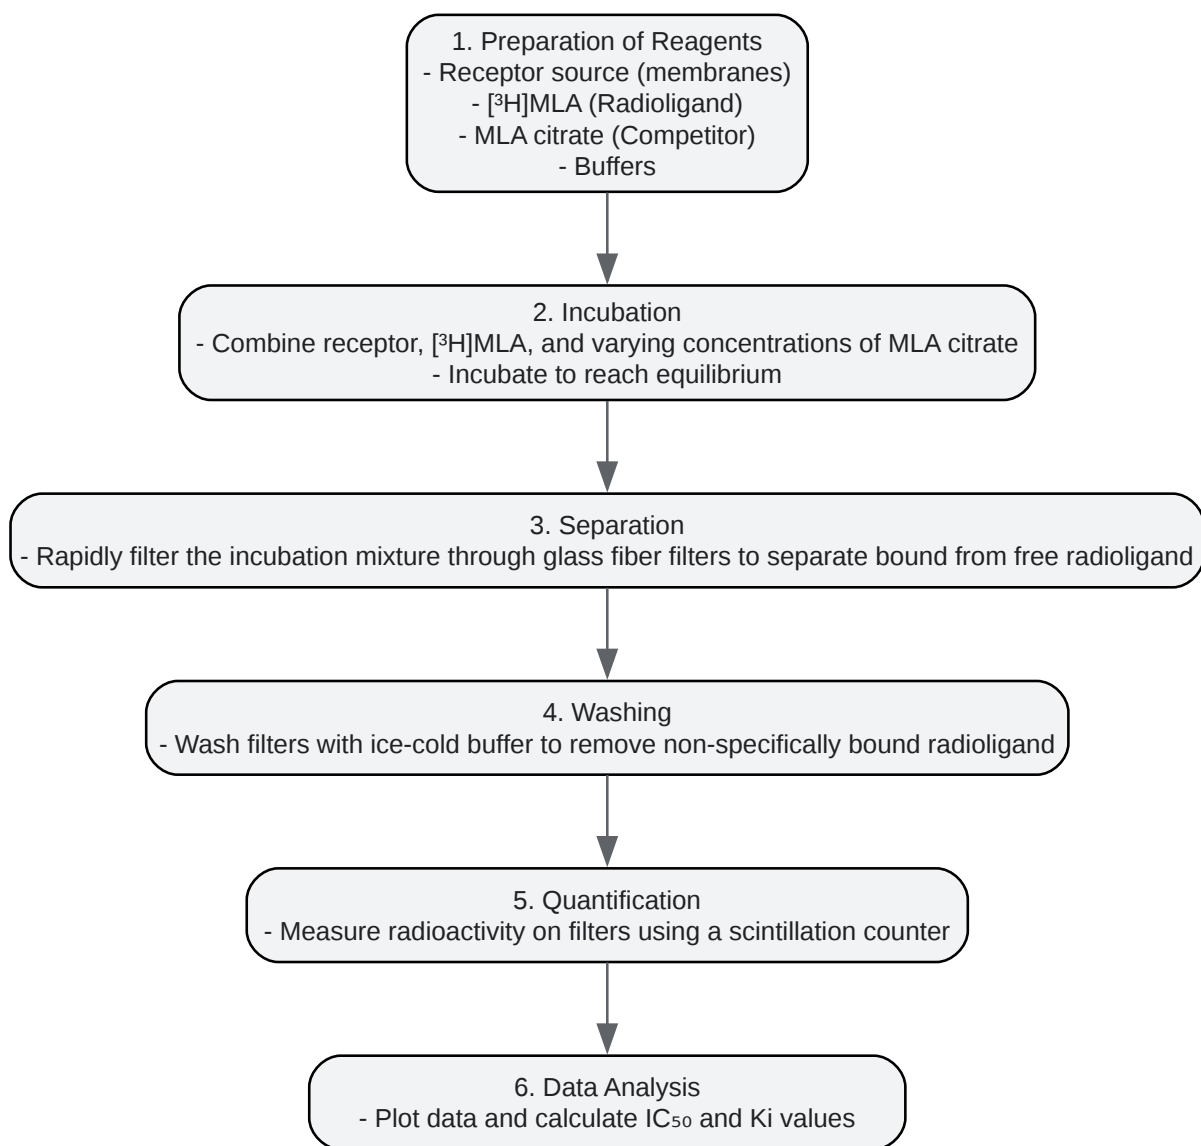 1. Preparation of Reagents
- Receptor source (membranes)
- [³H]MLA (Radioligand)
- MLA citrate (Competitor)
- Buffers
2. Incubation
- Combine receptor, [³H]MLA, and varying concentrations of MLA citrate
- Incubate to reach equilibrium
3. Separation
- Rapidly filter the incubation mixture through glass fiber filters to separate bound from free radioligand
4. Washing
- Wash filters with ice-cold buffer to remove non-specifically bound radioligand
5. Quantification
- Measure radioactivity on filters using a scintillation counter
6. Data Analysis
- Plot data and calculate IC₅₀ and Ki values